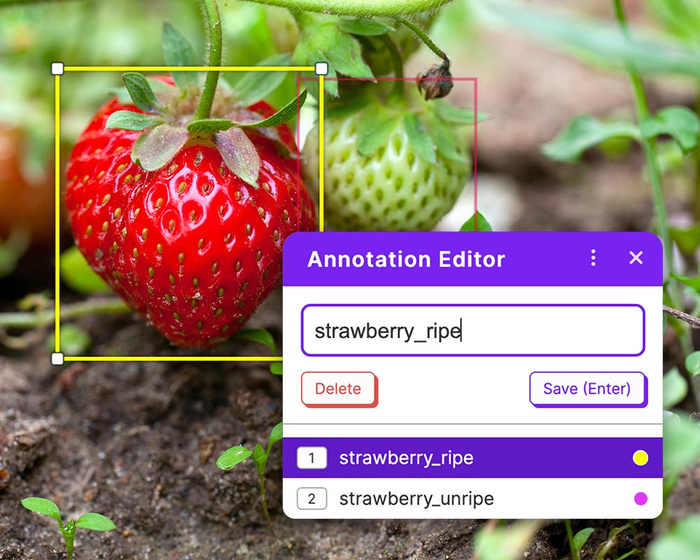 Annotation Editor
strawberry_ripe
Delete
Save (Enter)
1 strawberry_ripe
2 strawberry_unripe